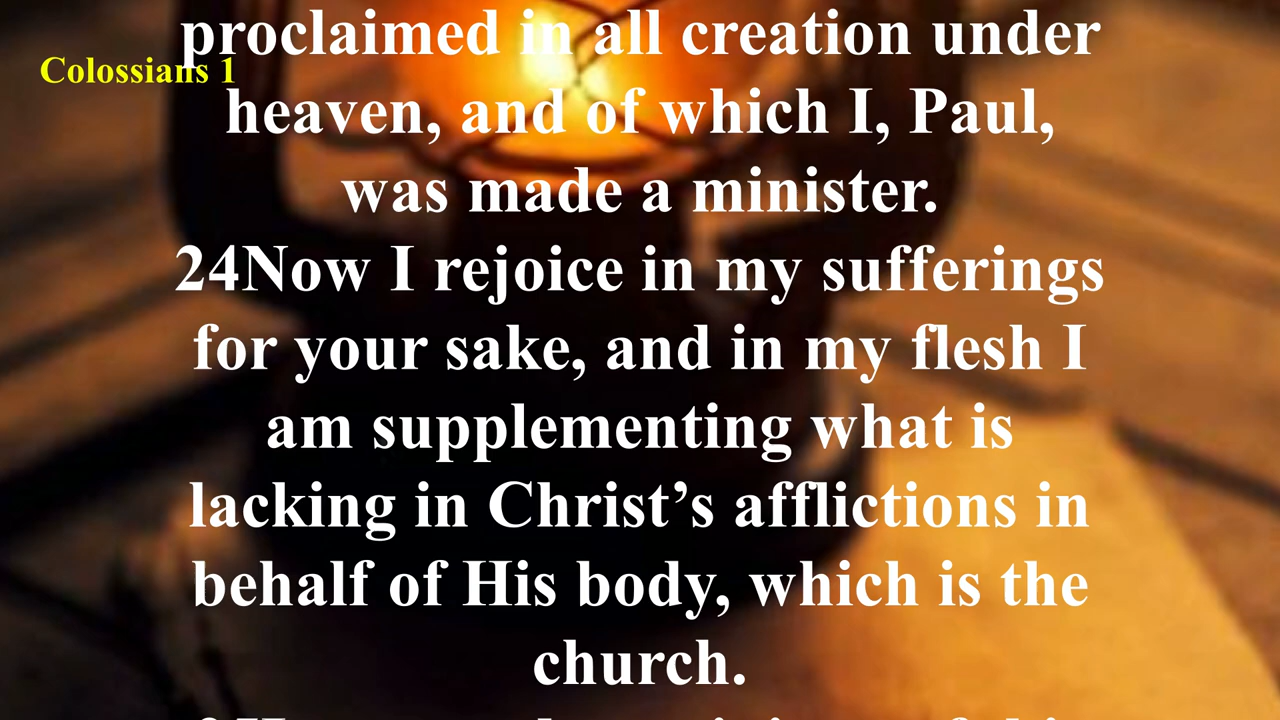 proclaimed in all creation under
Colossians 1
heaven, and of which I, Paul,
was made a minister.
24Now I rejoice in my sufferings
for your sake, and in my flesh I
am supplementing what is
lacking in Christ’s afflictions in
behalf of His body, which is the
church.